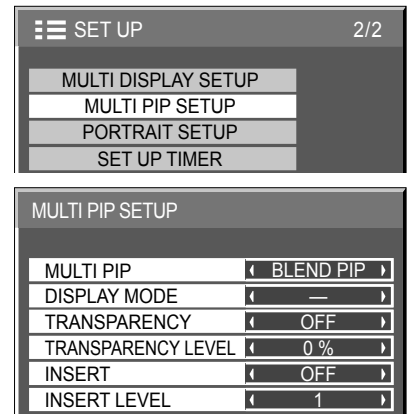 SET UP 2/2
MULTI DISPLAY SETUP
MULTI PIP SETUP
PORTRAIT SETUP
SET UP TIMER
MULTI PIP SETUP
MULTI PIP BLEND PIP
DISPLAY MODE —
TRANSPARENCY OFF
TRANSPARENCY LEVEL 0 %
INSERT OFF
INSERT LEVEL 1